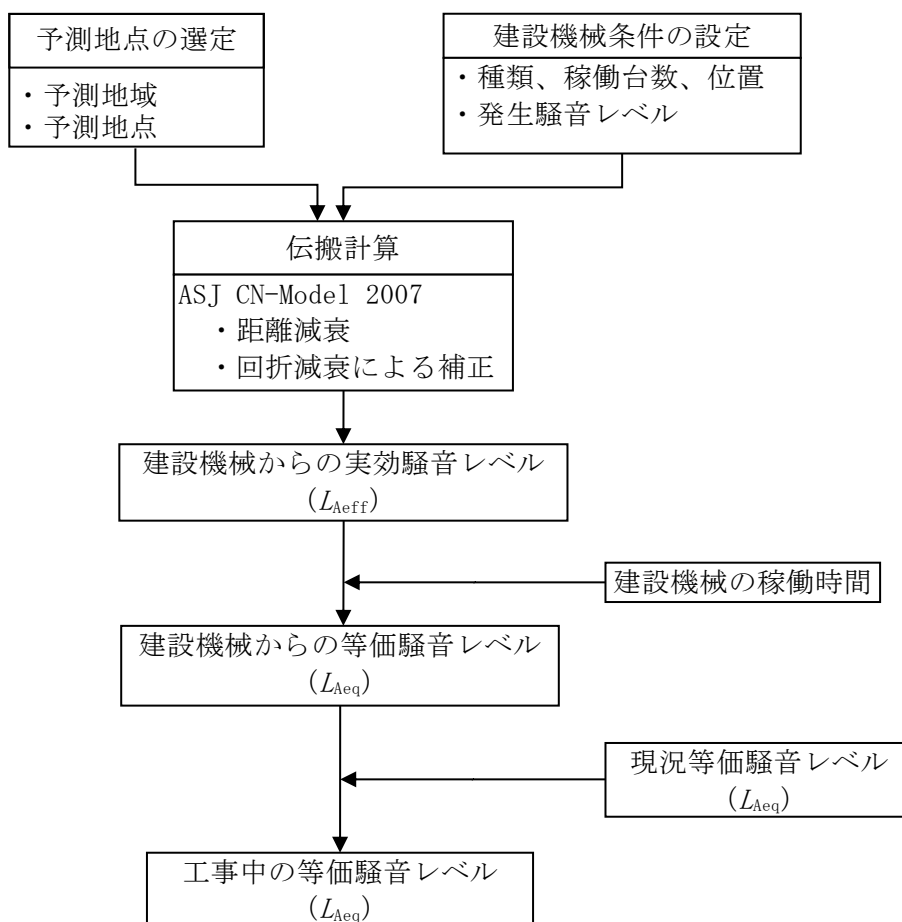 予測地点の選定
・予測地域
・予測地点
建設機械条件の設定
・種類、稼働台数、位置
・発生騒音レベル
伝搬計算
ASJ CN-Model 2007
・距離減衰
・回折減衰による補正
建設機械からの実効騒音レベル
(LAeff)
建設機械の稼働時間
建設機械からの等価騒音レベル
(LAeq)
現況等価騒音レベル
(LAeq)
工事中の等価騒音レベル
(LAeq)